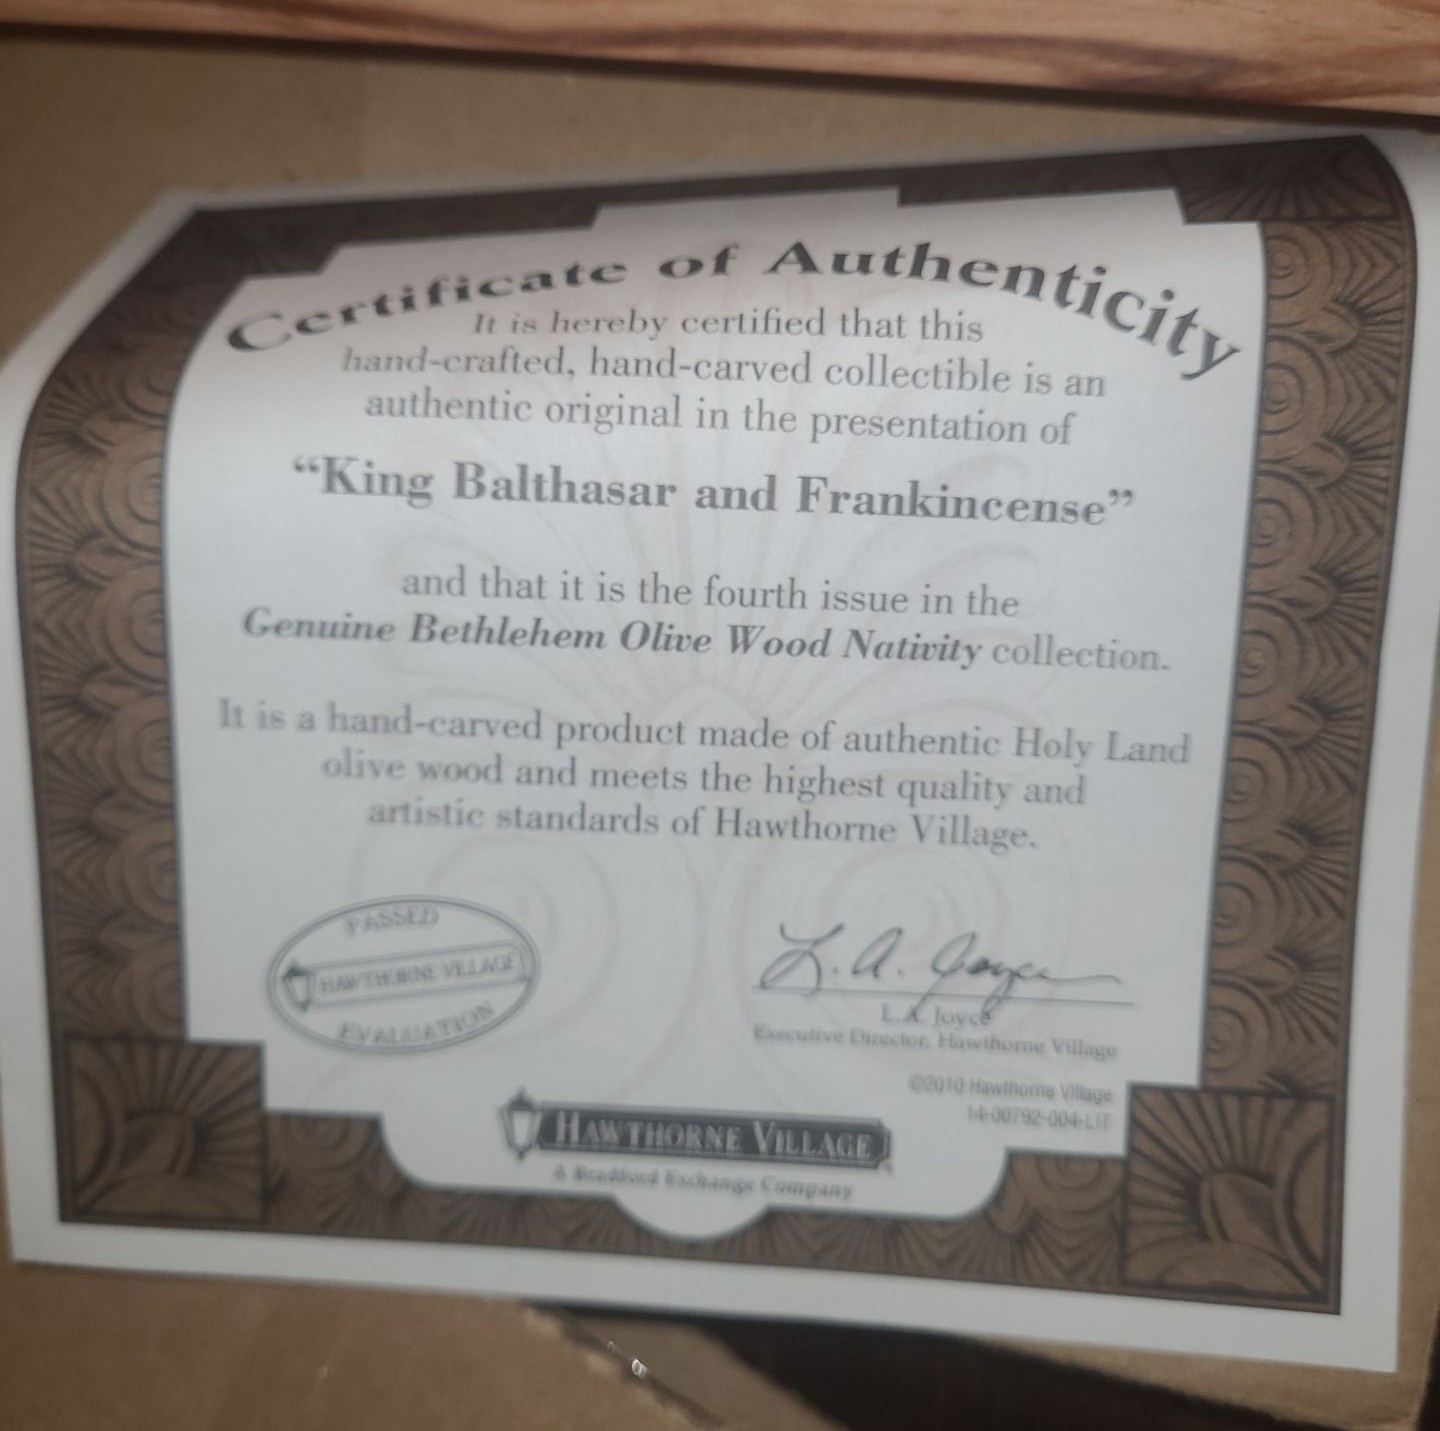 Certificate of Authenticity
It is hereby certified that this
hand-crafted, hand-carved collectible is an
authentic original in the presentation of
“King Balthasar and Frankincense”
and that it is the fourth issue in the
Genuine Bethlehem Olive Wood Nativity collection.
It is a hand-carved product made of authentic Holy Land
olive wood and meets the highest quality and
artistic standards of Hawthorne Village.
PASSED
HAWTHORNE VILLAGE
EVALUATION
L. A. Joyce
L.A. Joyce
Executive Director, Hawthorne Village
©2010 Hawthorne Village
14-00792-004-LIT
HAWTHORNE VILLAGE
A Bradford Exchange Company